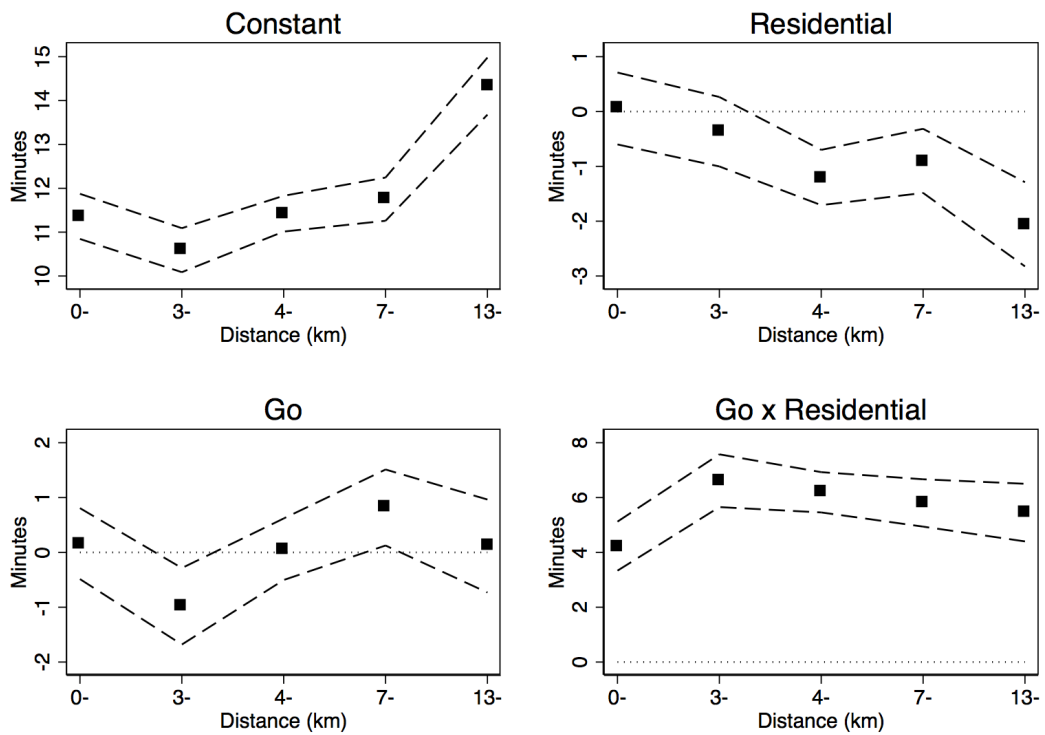 Constant
Minutes
15
14
13
12
11
10
0- 3- 4- 7- 13-
Distance (km)
Residential
Minutes
1
0
-1
-2
-3
0- 3- 4- 7- 13-
Distance (km)
Go
Minutes
2
1
0
-1
-2
0- 3- 4- 7- 13-
Distance (km)
Go x Residential
Minutes
8
6
4
2
0
0- 3- 4- 7- 13-
Distance (km)